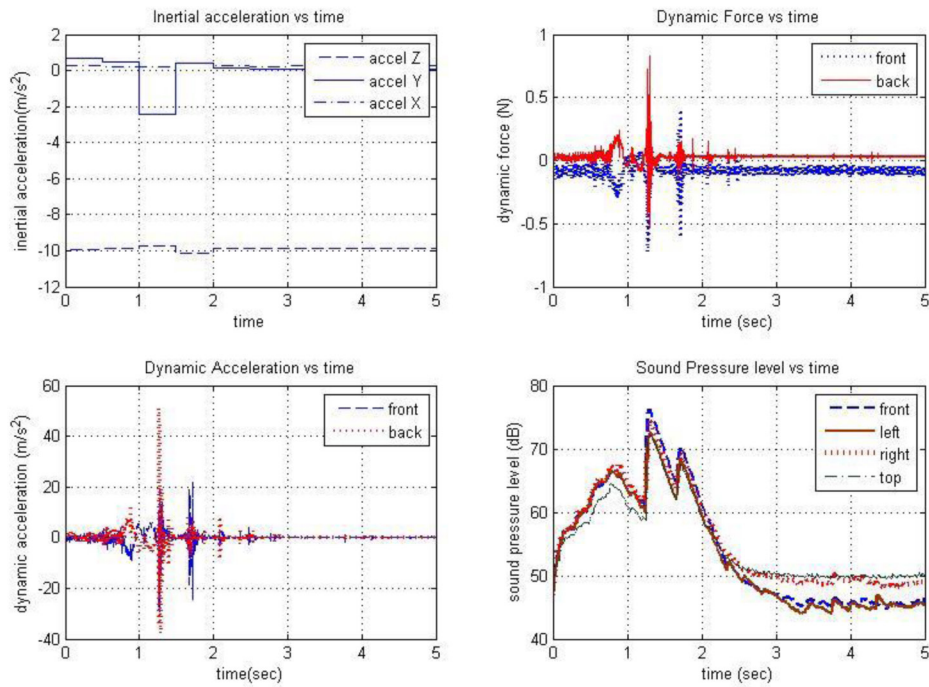 Inertial acceleration vs time
inertial acceleration(m/s²)
2
0
-2
-4
-6
-8
-10
-12
accel Z
accel Y
accel X
0 1 2 3 4 5
time
Dynamic Force vs time
dynamic force (N)
1
0.5
0
-0.5
-1
front
back
0 1 2 3 4 5
time (sec)
Dynamic Acceleration vs time
dynamic acceleration (m/s²)
60
40
20
0
-20
-40
front
back
0 1 2 3 4 5
time(sec)
Sound Pressure level vs time
sound pressure level (dB)
80
70
60
50
40
front
left
right
top
0 1 2 3 4 5
time (sec)